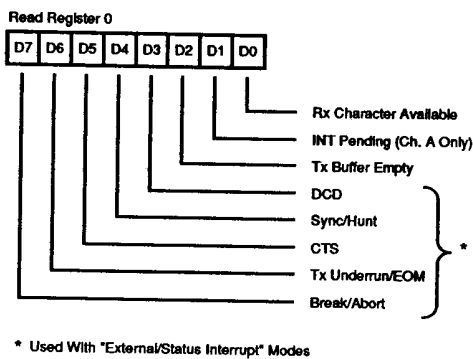 Read Register 0
D7 D6 D5 D4 D3 D2 D1 D0
Rx Character Available
INT Pending (Ch. A Only)
Tx Buffer Empty
DCD
Sync/Hunt
CTS
*
Tx Underrun/EOM
Break/Abort
* Used With "External/Status Interrupt" Modes